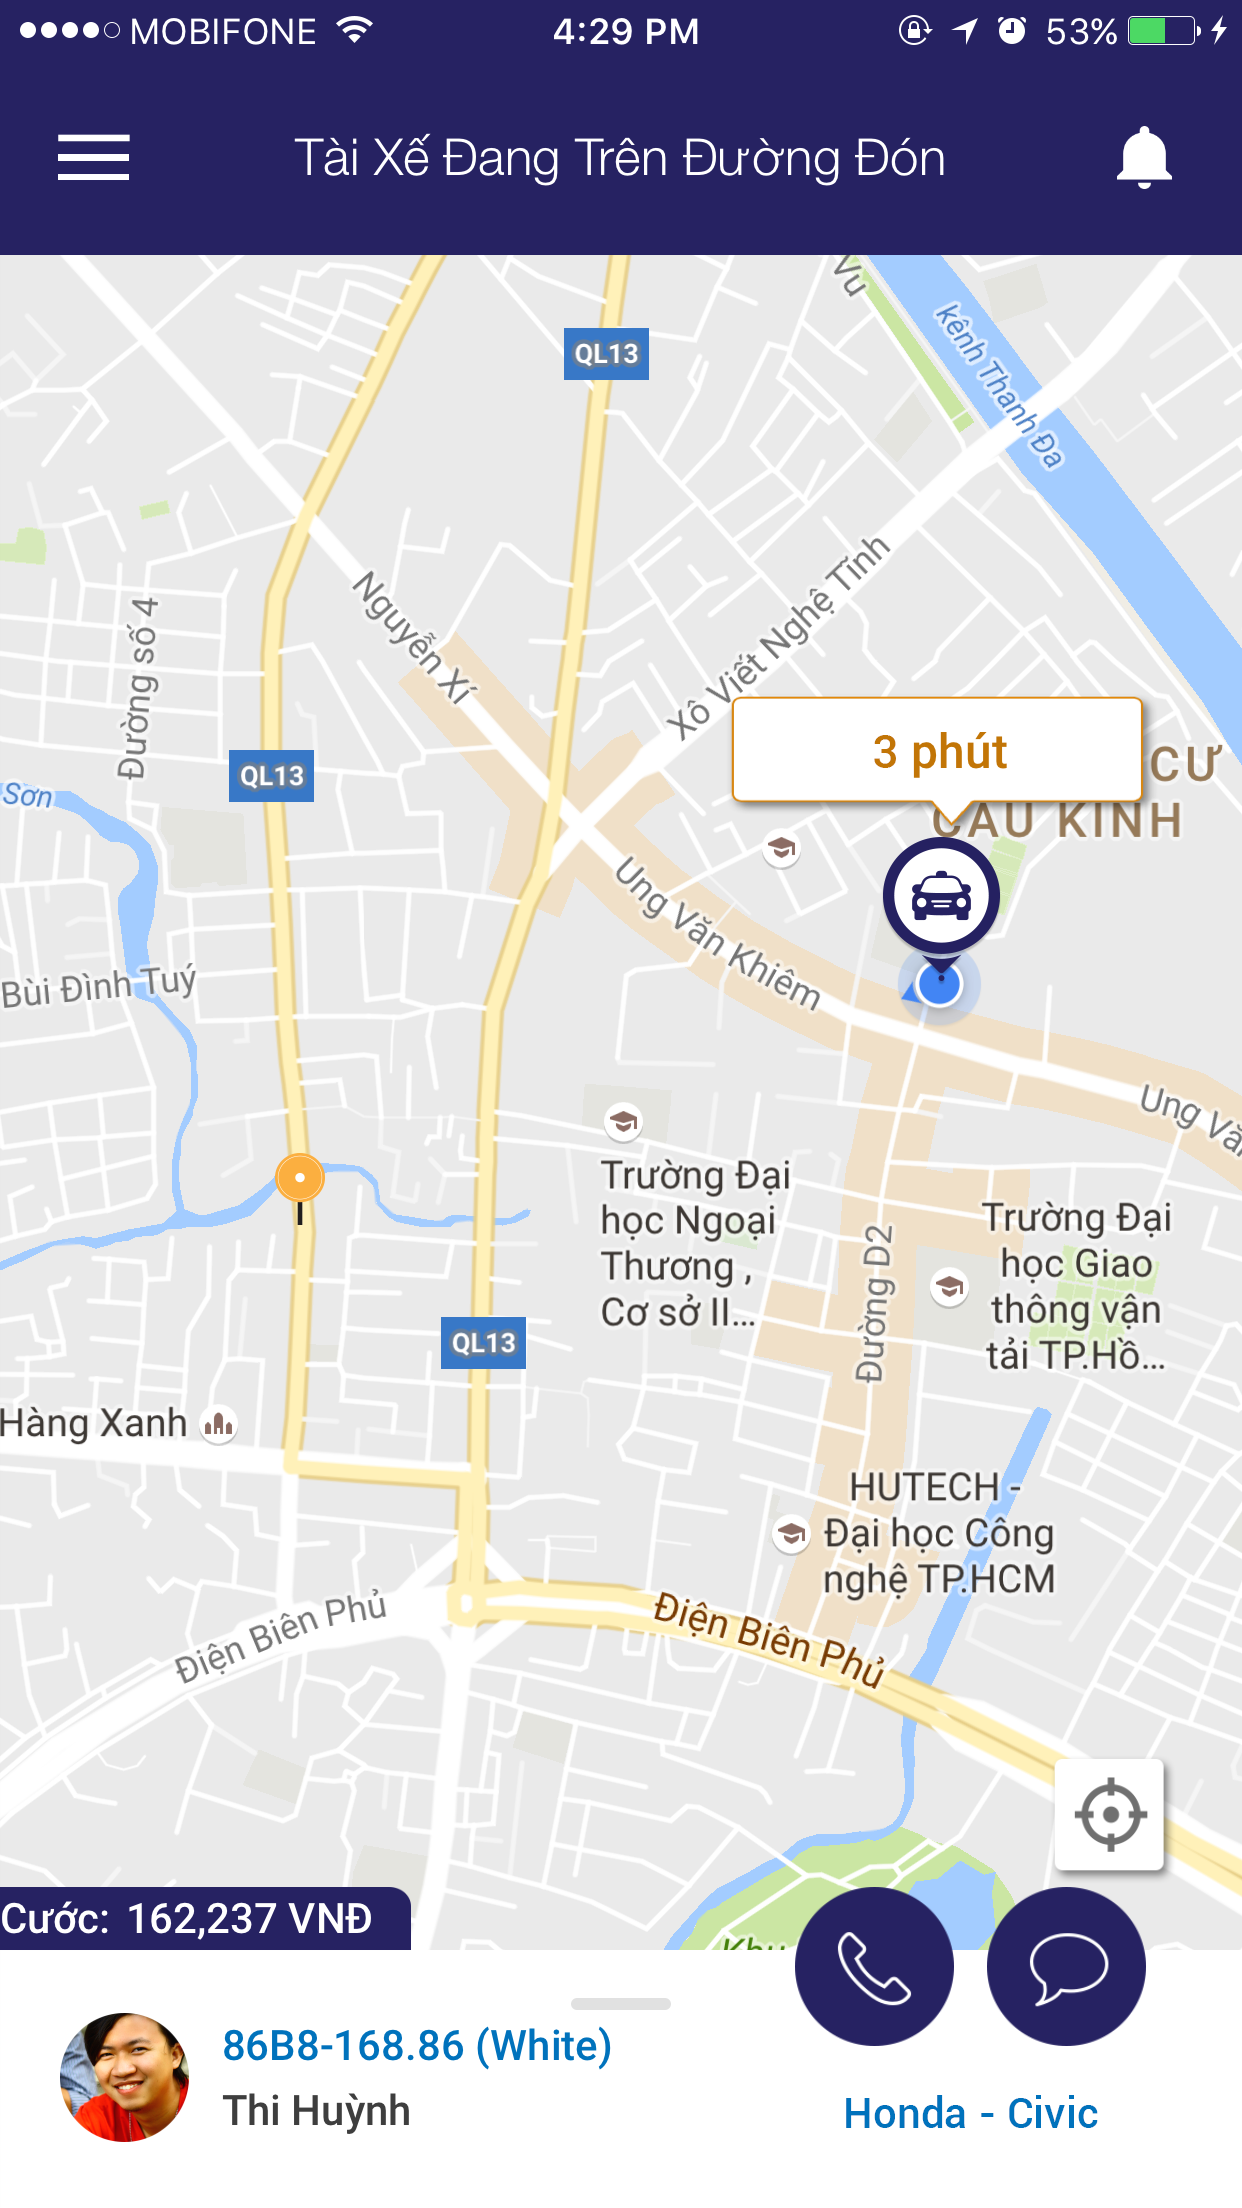 MOBIFONE
4:29 PM
53%
Tài Xế Đang Trên Đường Đón
Vu
kênh Thanh Đa
QL13
Nguyễn Xí
Xô Viết Nghệ Tĩnh
Đường số 4
3 phút
CƯ
CẦU KINH
QL13
Sơn
Ung Văn Khiêm
Bùi Đình Tuý
Ung Vă
Trường Đại
học Ngoại
Thương ,
Cơ sở II...
Trường Đại
học Giao
thông vận
tải TP.Hồ...
Đường D2
QL13
Hàng Xanh
HUTECH -
Đại học Công
nghệ TP.HCM
Điện Biên Phủ
Điện Biên Phủ
Cước: 162,237 VNĐ
Khu
86B8-168.86 (White)
Thi Huỳnh
Honda - Civic